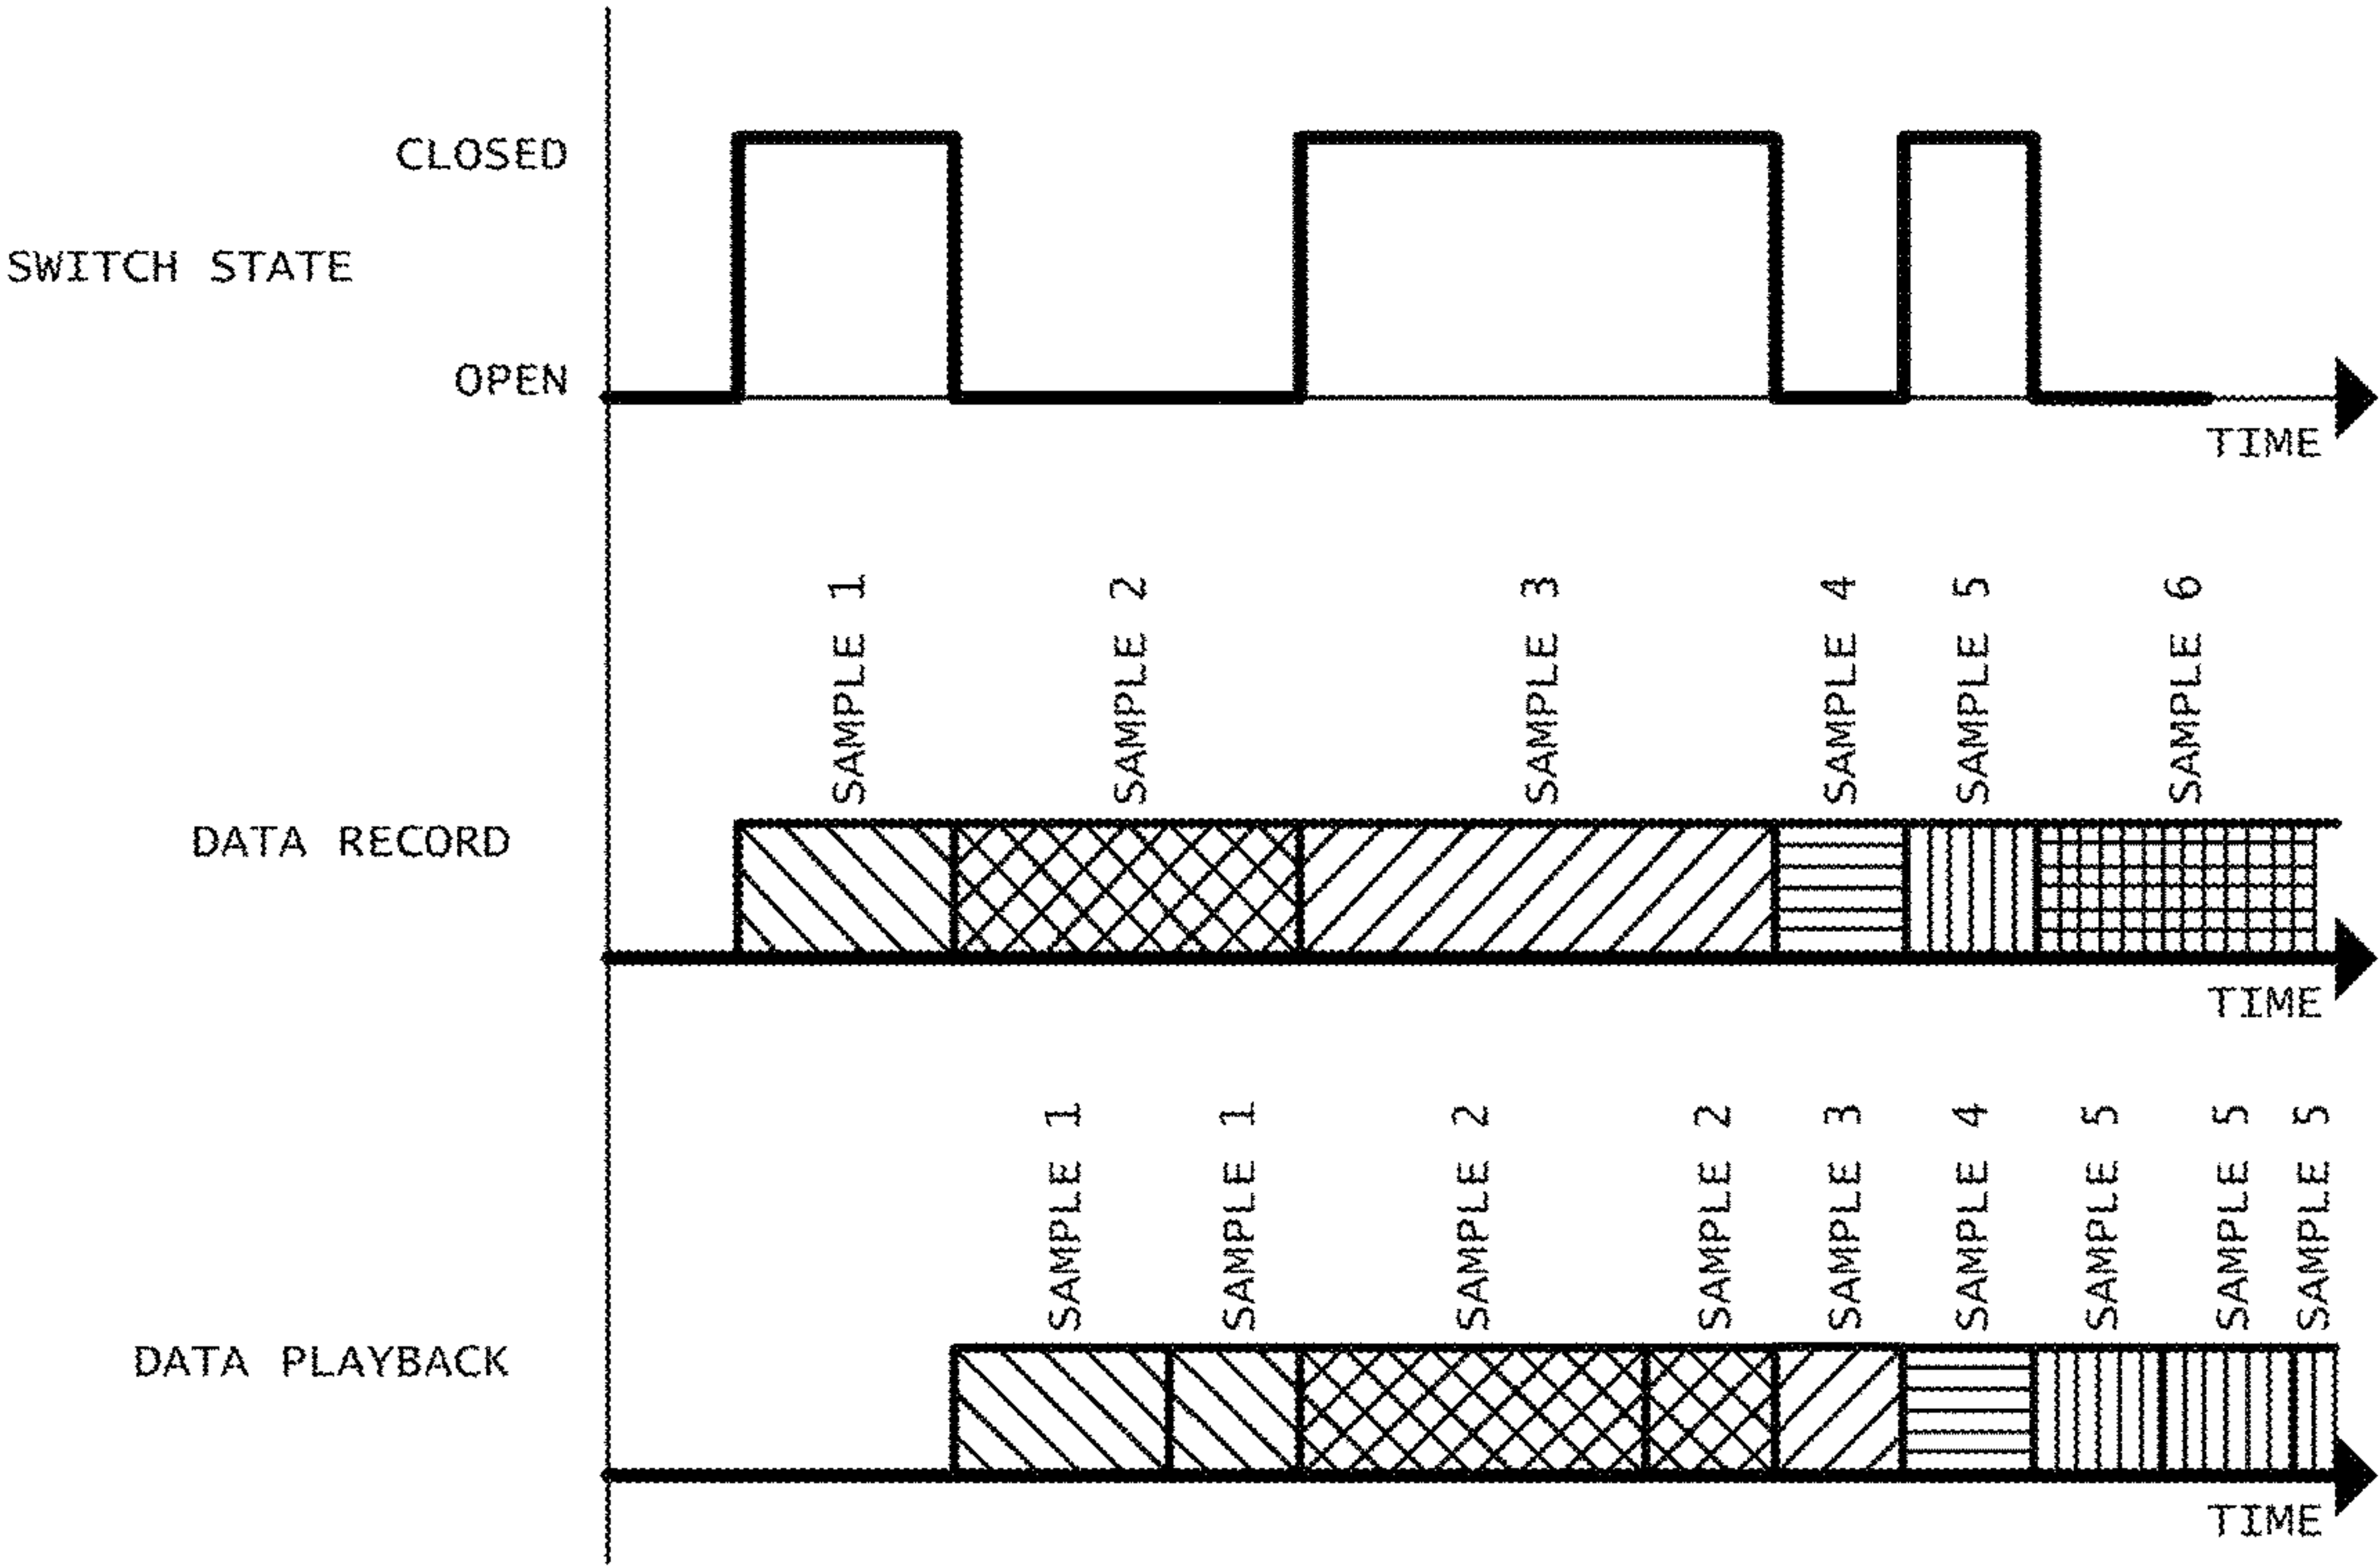 CLOSED
SWITCH STATE
OPEN
TIME
SAMPLE 1
SAMPLE 2
SAMPLE 3
SAMPLE 4
SAMPLE 5
SAMPLE 6
DATA RECORD
TIME
SAMPLE 1
SAMPLE 1
SAMPLE 2
SAMPLE 2
SAMPLE 3
SAMPLE 4
SAMPLE 5
SAMPLE 5
SAMPLE 5
DATA PLAYBACK
TIME